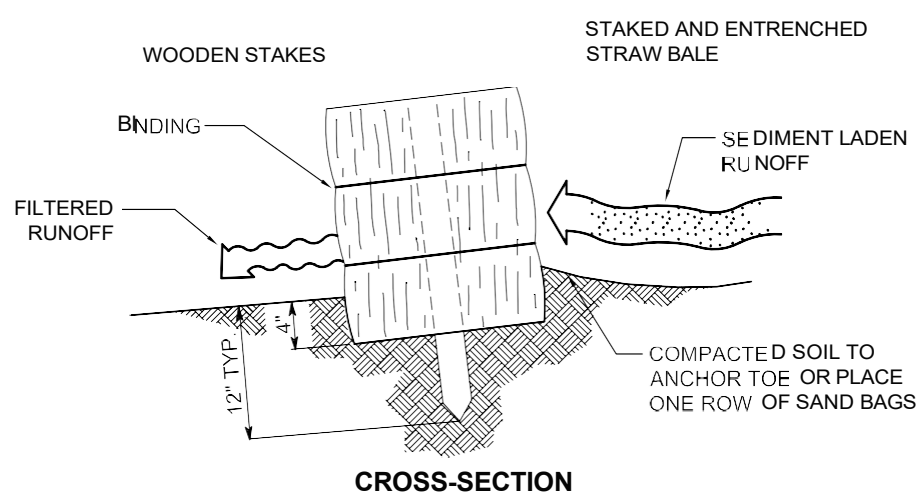 WOODEN STAKES
STAKED AND ENTRENCHED
STRAW BALE
BINDING
SEDIMENT LADEN
RUNOFF
FILTERED
RUNOFF
4"
12" TYP.
COMPACTED SOIL TO
ANCHOR TOE OR PLACE
ONE ROW OF SAND BAGS
CROSS-SECTION